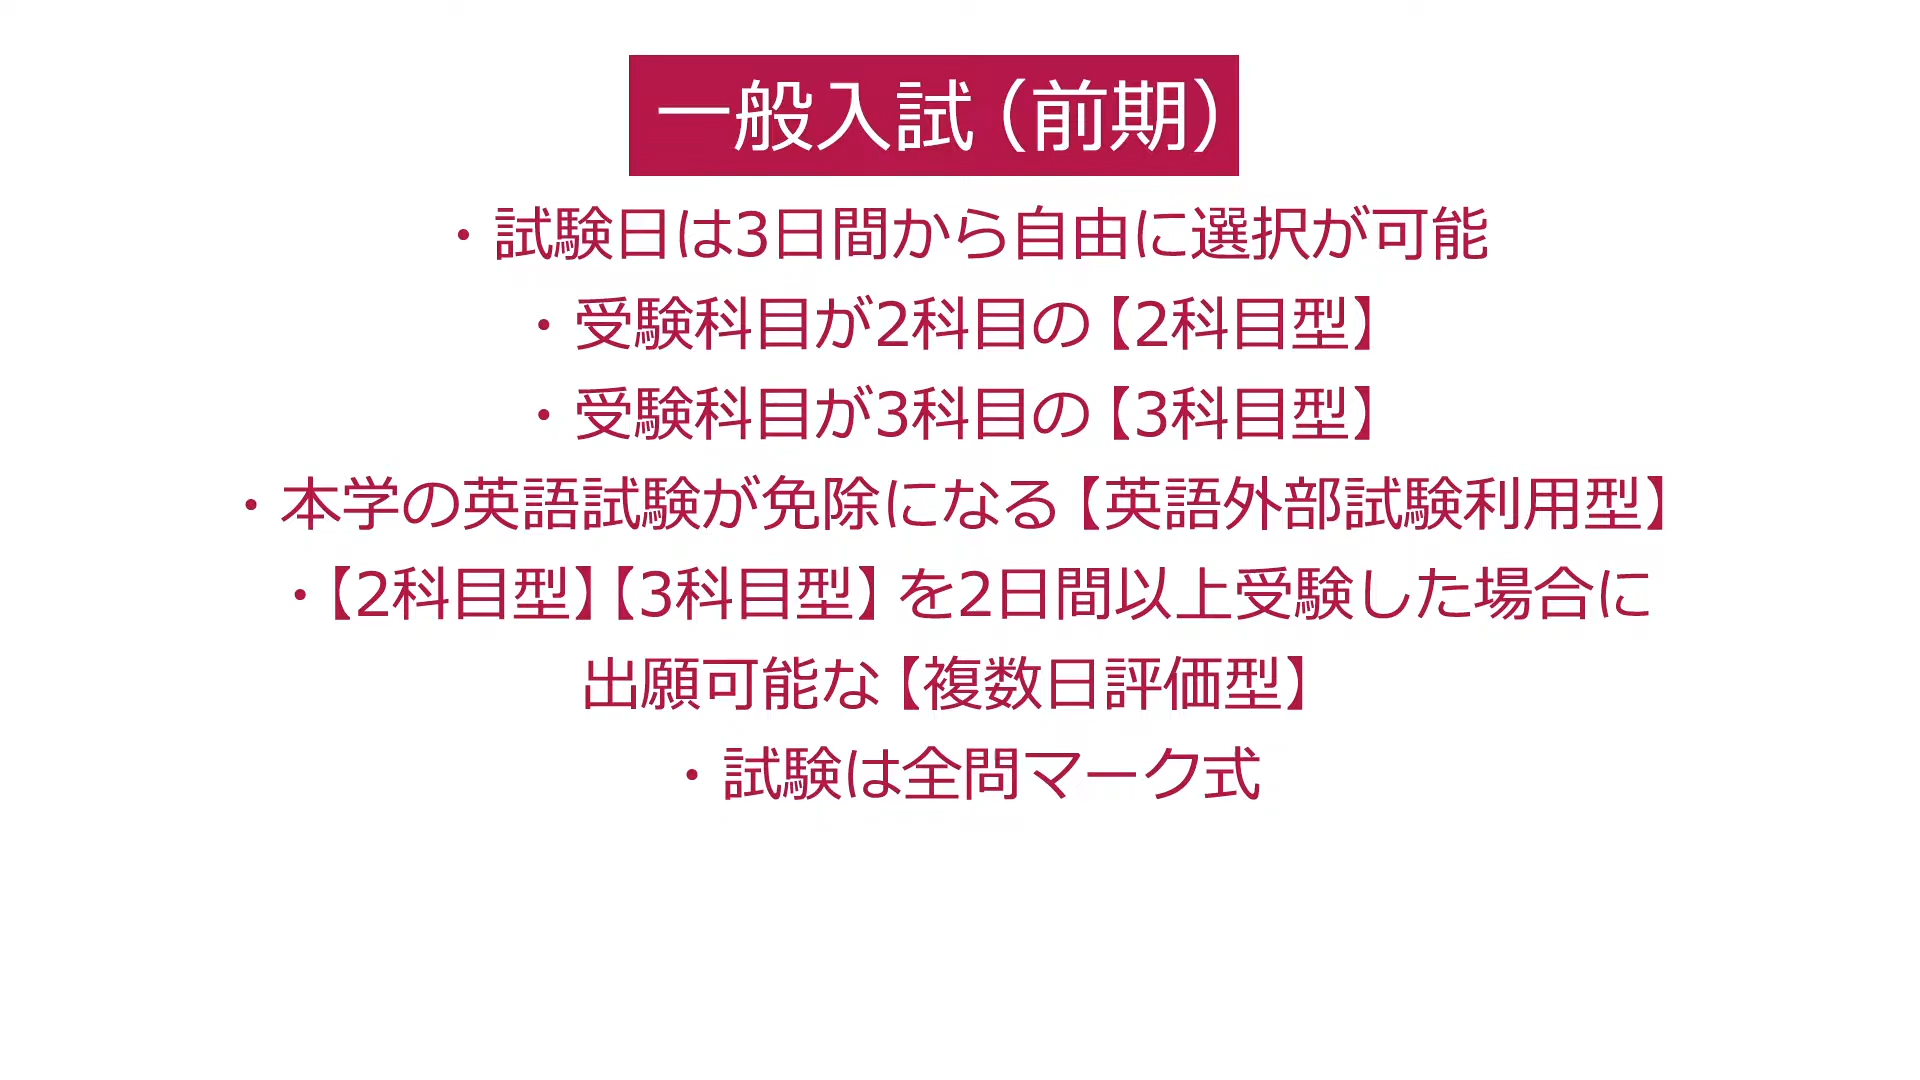 一般入試（前期）
・試験日は3日間から自由に選択が可能
・受験科目が2科目の【2科目型】
・受験科目が3科目の【3科目型】
・本学の英語試験が免除になる【英語外部試験利用型】
・【2科目型】【3科目型】を2日間以上受験した場合に
出願可能な【複数日評価型】
・試験は全問マーク式